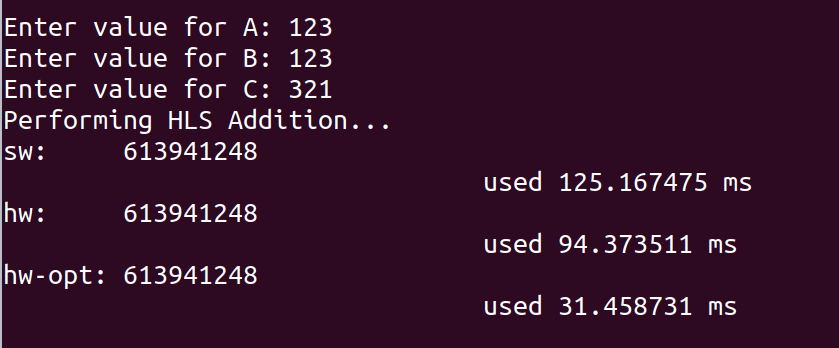 Enter value for A: 123
Enter value for B: 123
Enter value for C: 321
Performing HLS Addition...
sw: 613941248
used 125.167475 ms
hw: 613941248
used 94.373511 ms
hw-opt: 613941248
used 31.458731 ms